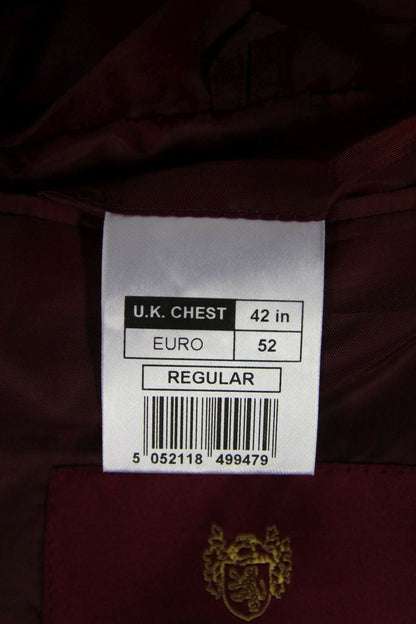 U.K. CHEST 42 in
EURO 52
REGULAR
5 052118 499479